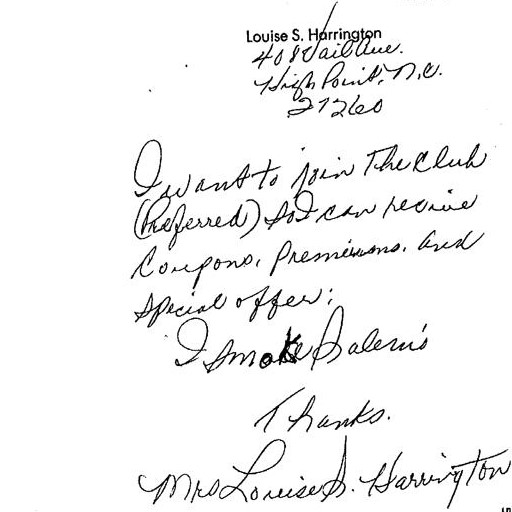 Louise S. Harrington
408 Vail Ave.
High Point, N.C.
27260
I want to join The Club
(Preferred) so I can recive
Coupons, Premiums, and
special offer;
I smoke Salem's
Thanks.
Mrs Louise S. Harrington